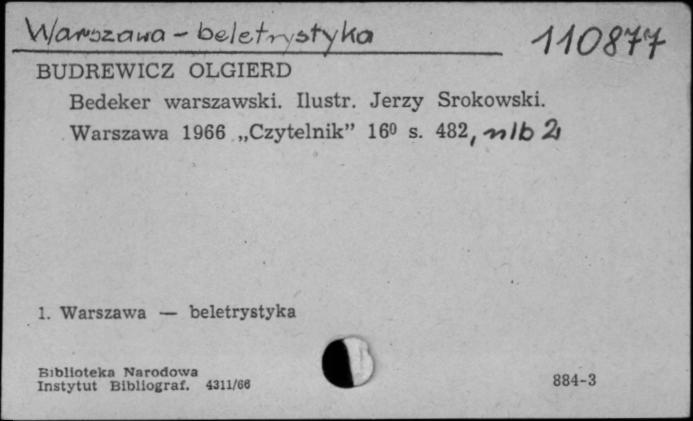 Warszawa - beletrystyka
110877
BUDREWICZ OLGIERD
Bedeker warszawski. Ilustr. Jerzy Srokowski.
Warszawa 1966 „Czytelnik” 16⁰ s. 482, nlb 2
1. Warszawa — beletrystyka
Biblioteka Narodowa
Instytut Bibliograf. 4311/66
884-3